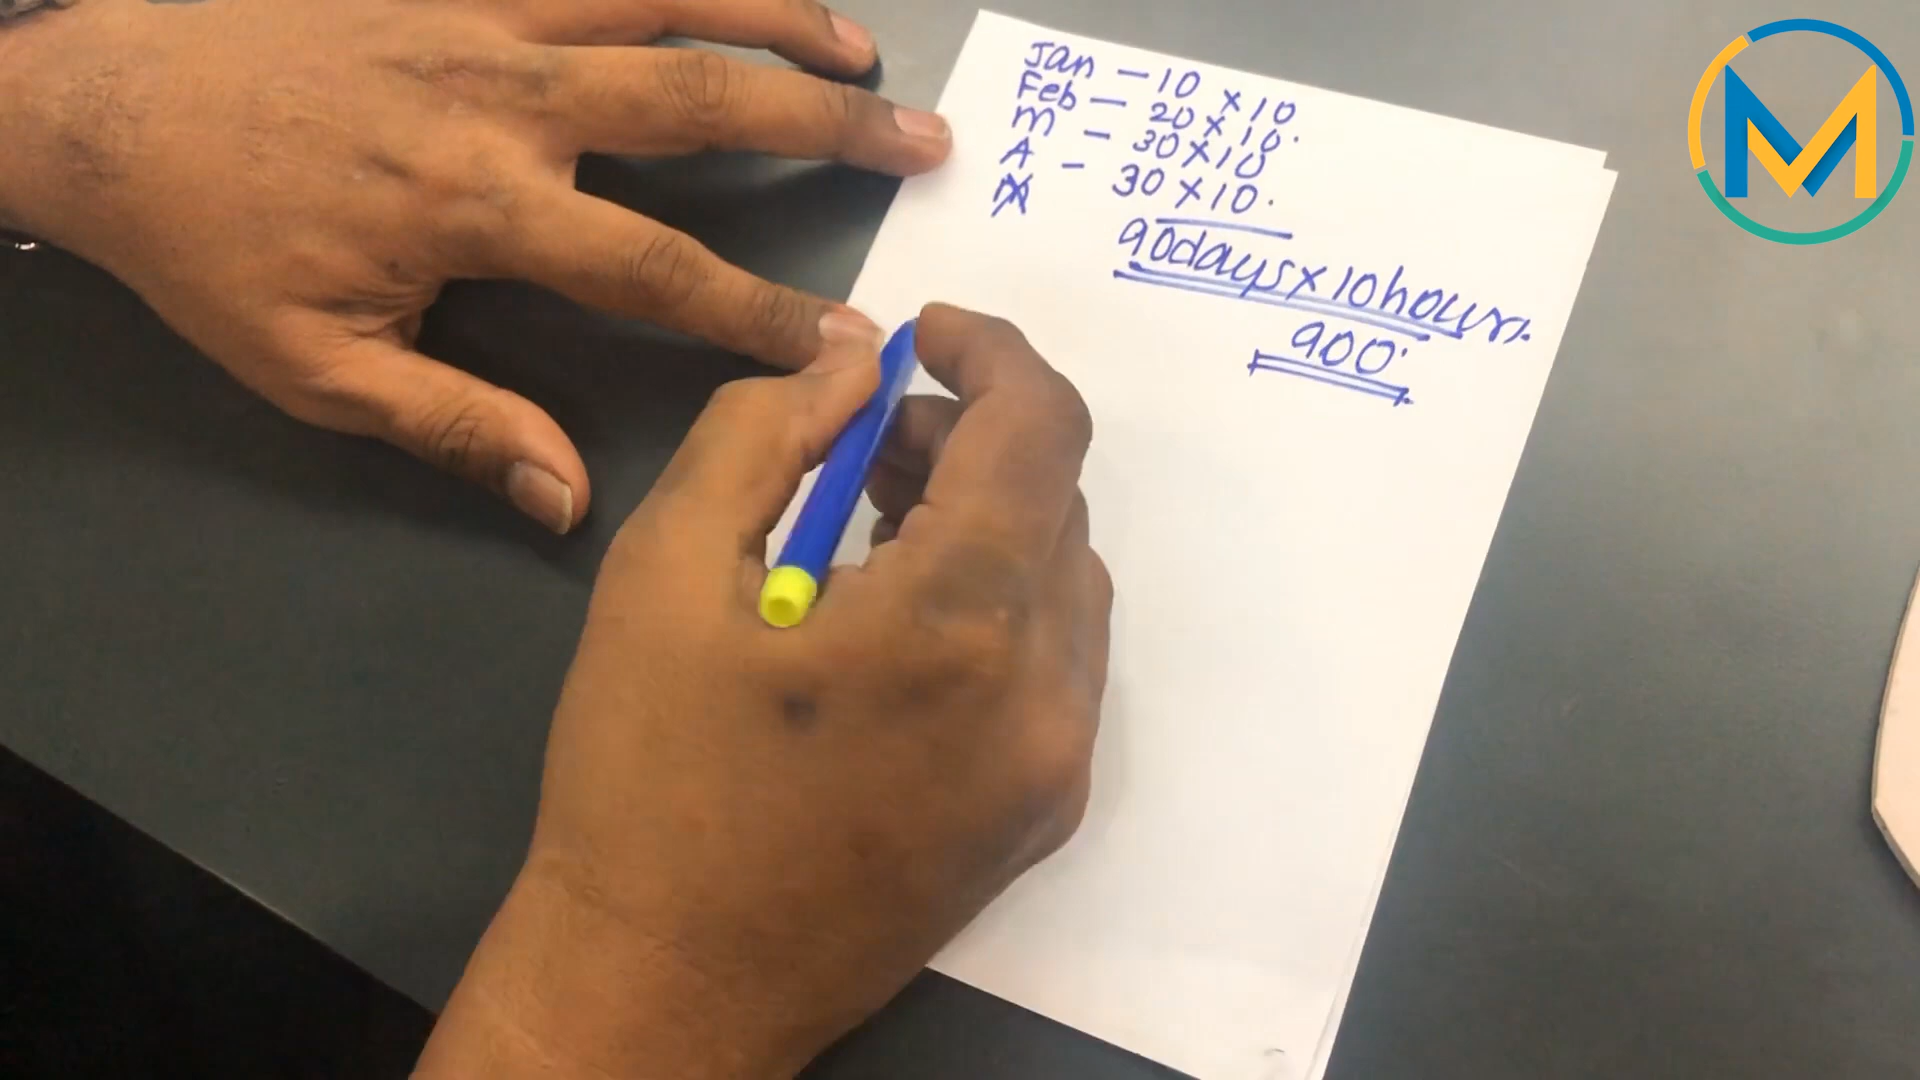 Jan - 10 x 10
Feb - 20 x 10.
M - 30 x 10
A - 30 x 10.
M
90days x 10hours.
900.